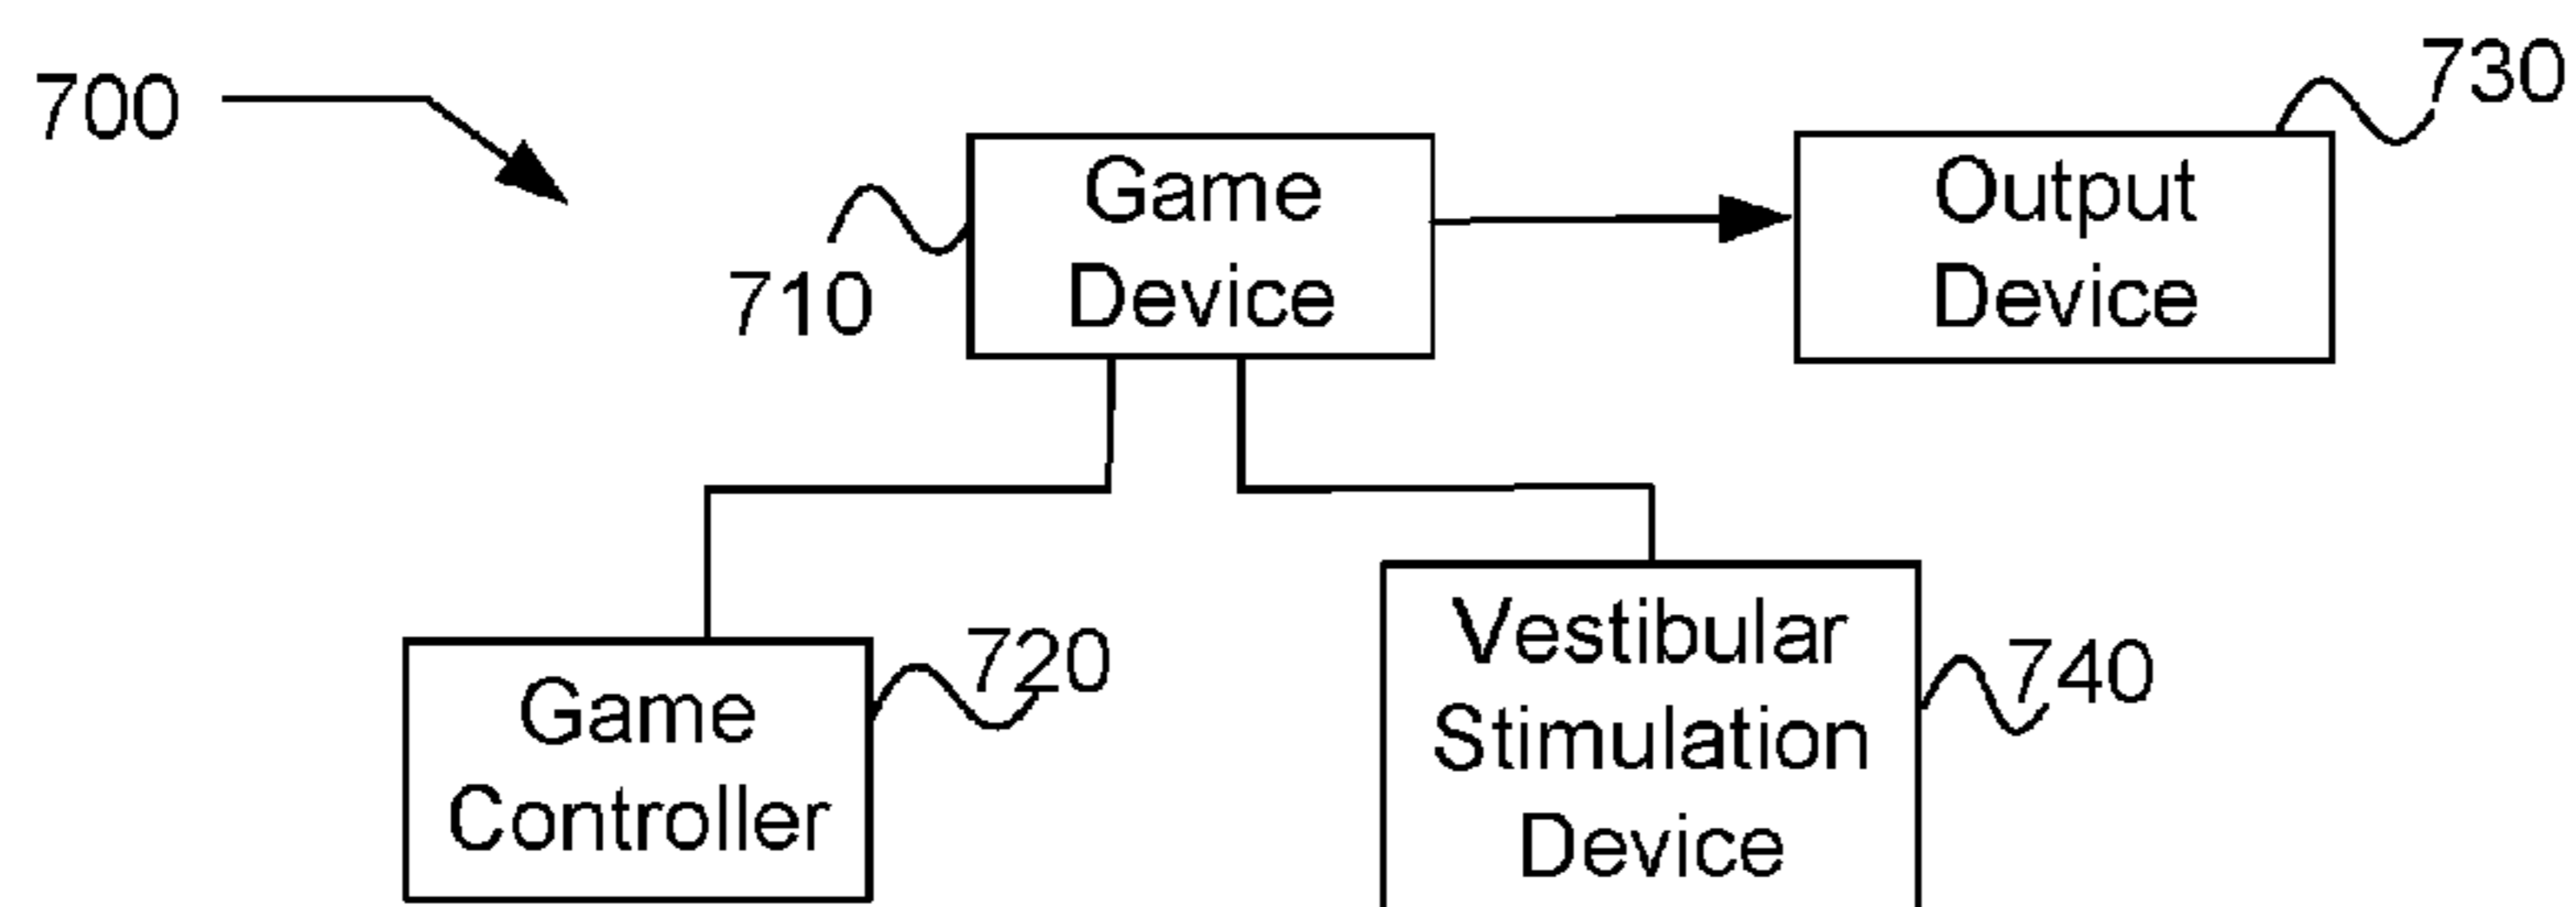 700
730
Game
Device
Output
Device
710
720
Game
Controller
Vestibular
Stimulation
Device
740